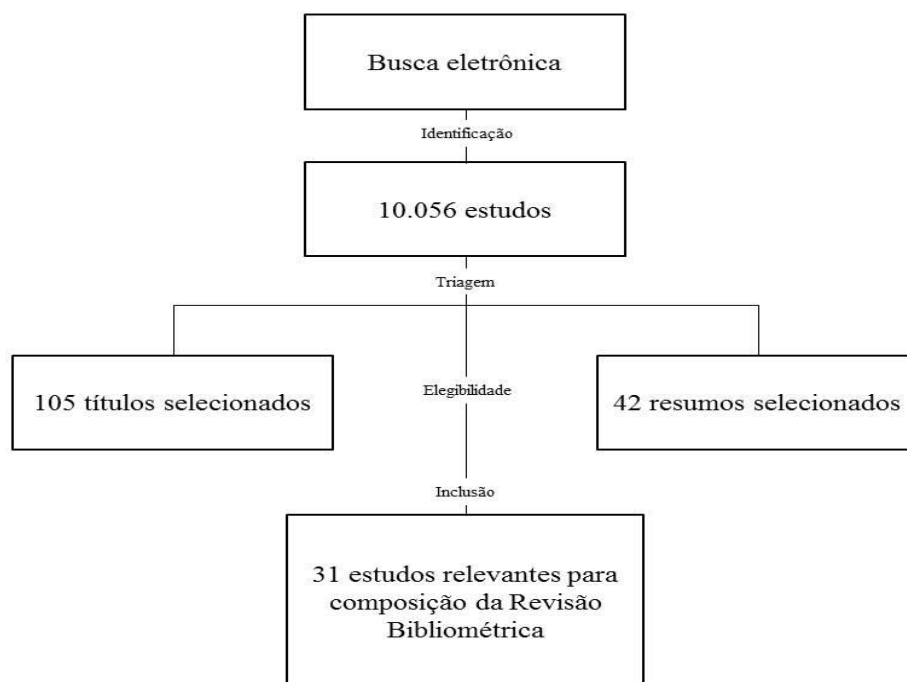 Busca eletrônica
Identificação
10.056 estudos
Triagem
105 títulos selecionados
Elegibilidade
42 resumos selecionados
Inclusão
31 estudos relevantes para
composição da Revisão
Bibliométrica